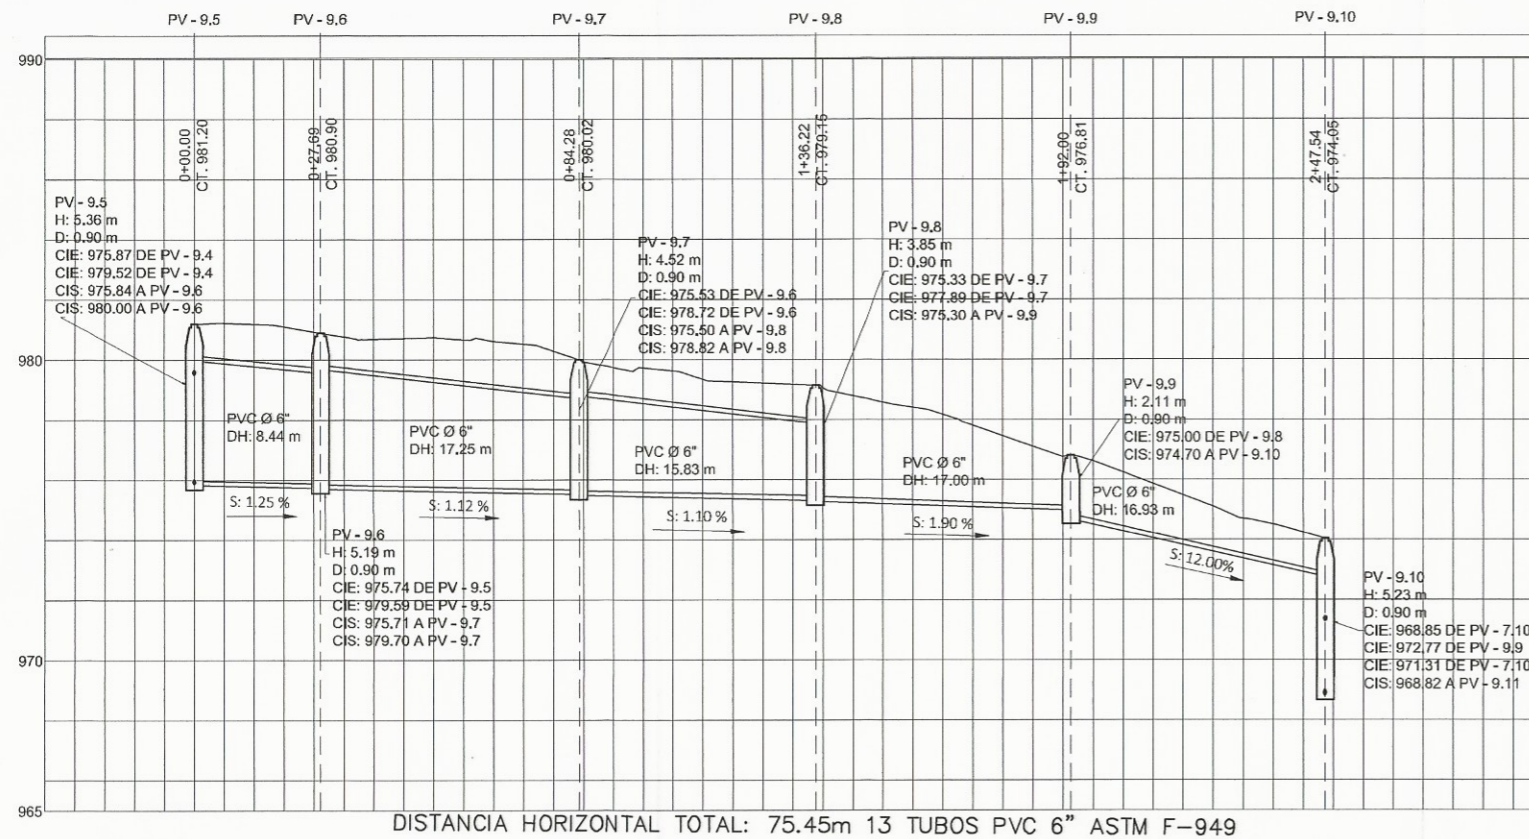 PV - 9.5
PV - 9.6
PV - 9.7
PV - 9.8
PV - 9.9
PV - 9.10
990
0+00.00
CT. 981.20
0+27.69
CT. 980.90
0+84.28
CT. 980.02
1+36.22
CT. 979.15
1+92.00
CT. 976.81
2+47.54
CT. 974.05
PV - 9.5
H: 5.36 m
D: 0.90 m
CIE: 975.87 DE PV - 9.4
CIE: 979.52 DE PV - 9.4
CIS: 975.84 A PV - 9.6
CIS: 980.00 A PV - 9.6
PV - 9.7
H: 4.52 m
D: 0.90 m
CIE: 975.53 DE PV - 9.6
CIE: 978.72 DE PV - 9.6
CIS: 975.50 A PV - 9.8
CIS: 978.82 A PV - 9.8
PV - 9.8
H: 3.85 m
D: 0.90 m
CIE: 975.33 DE PV - 9.7
CIE: 977.89 DE PV - 9.7
CIS: 975.30 A PV - 9.9
980
PV - 9.9
H: 2.11 m
D: 0.90 m
CIE: 975.00 DE PV - 9.8
CIS: 974.70 A PV - 9.10
PVC Ø 6"
DH: 8.44 m
PVC Ø 6"
DH: 17.25 m
PVC Ø 6"
DH: 15.83 m
PVC Ø 6"
DH: 17.00 m
PVC Ø 6"
DH: 16.93 m
S: 1.25 %
S: 1.12 %
S: 1.10 %
S: 1.90 %
S: 12.00%
PV - 9.6
H: 5.19 m
D: 0.90 m
CIE: 975.74 DE PV - 9.5
CIE: 979.59 DE PV - 9.5
CIS: 975.71 A PV - 9.7
CIS: 979.70 A PV - 9.7
PV - 9.10
H: 5.23 m
D: 0.90 m
CIE: 968.85 DE PV - 7.10
CIE: 972.77 DE PV - 9.9
CIE: 971.31 DE PV - 7.10
CIS: 968.82 A PV - 9.11
970
965
DISTANCIA HORIZONTAL TOTAL: 75.45m 13 TUBOS PVC 6" ASTM F-949